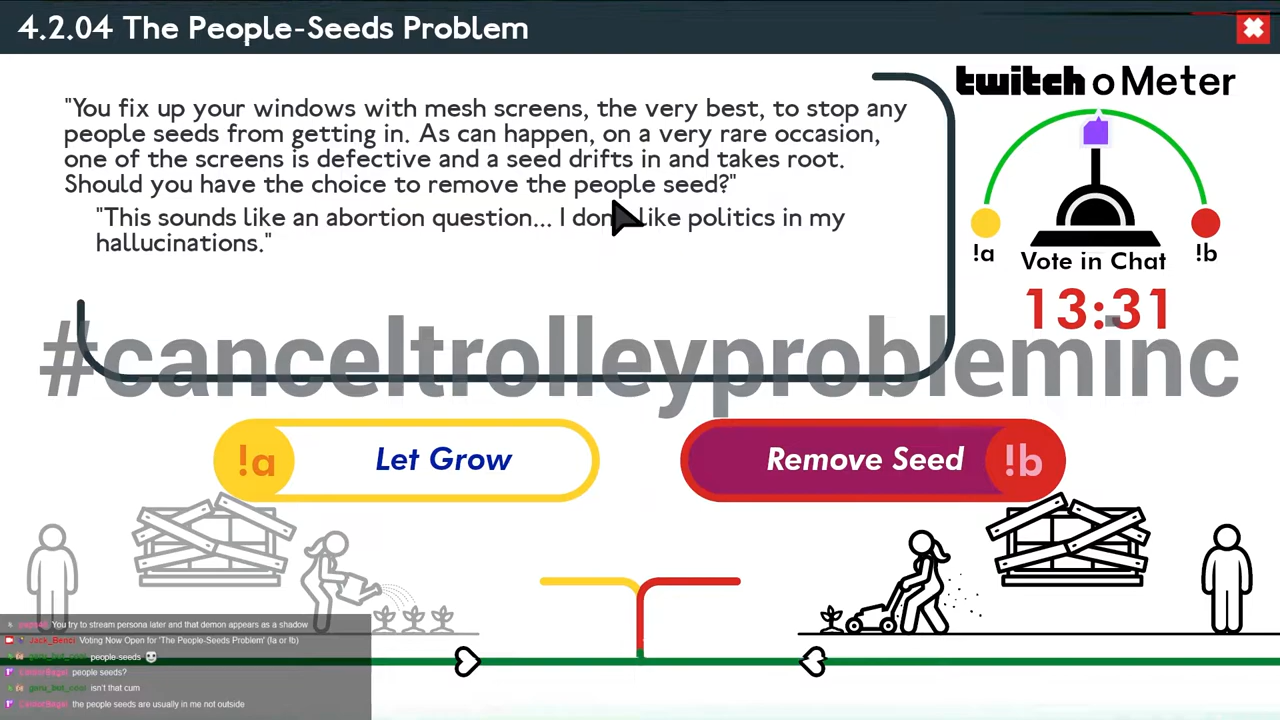 4.2.04 The People-Seeds Problem
twitch o Meter
"You fix up your windows with mesh screens, the very best, to stop any
people seeds from getting in. As can happen, on a very rare occasion,
one of the screens is defective and a seed drifts in and takes root.
Should you have the choice to remove the people seed?"
"This sounds like an abortion question... I don't like politics in my
hallucinations."
!a
!b
Vote in Chat
13:31
#canceltrolleyprobleminc
!a Let Grow
Remove Seed !b
You try to stream persona later and that demon appears as a shadow
Jack_Benci Voting Now Open for 'The People-Seeds Problem' (!a or !b)
people-seeds
people seeds?
isn't that cum
the people seeds are usually in me not outside